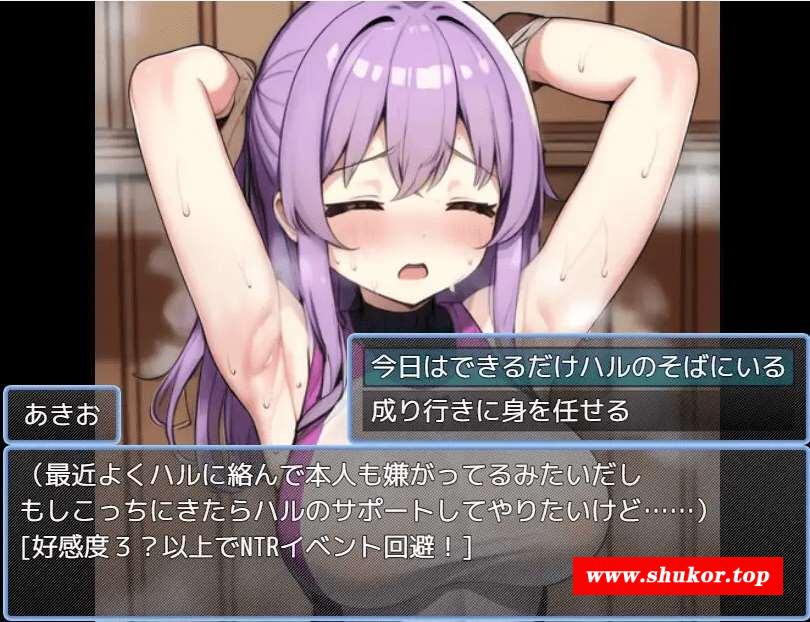 今日はできるだけハルのそばにいる
成り行きに身を任せる
あきお
（最近よくハルに絡んで本人も嫌がってるみたいだし
もしこっちにきたらハルのサポートしてやりたいけど……）
[好感度３？以上でNTRイベント回避！]
www.shukor.top